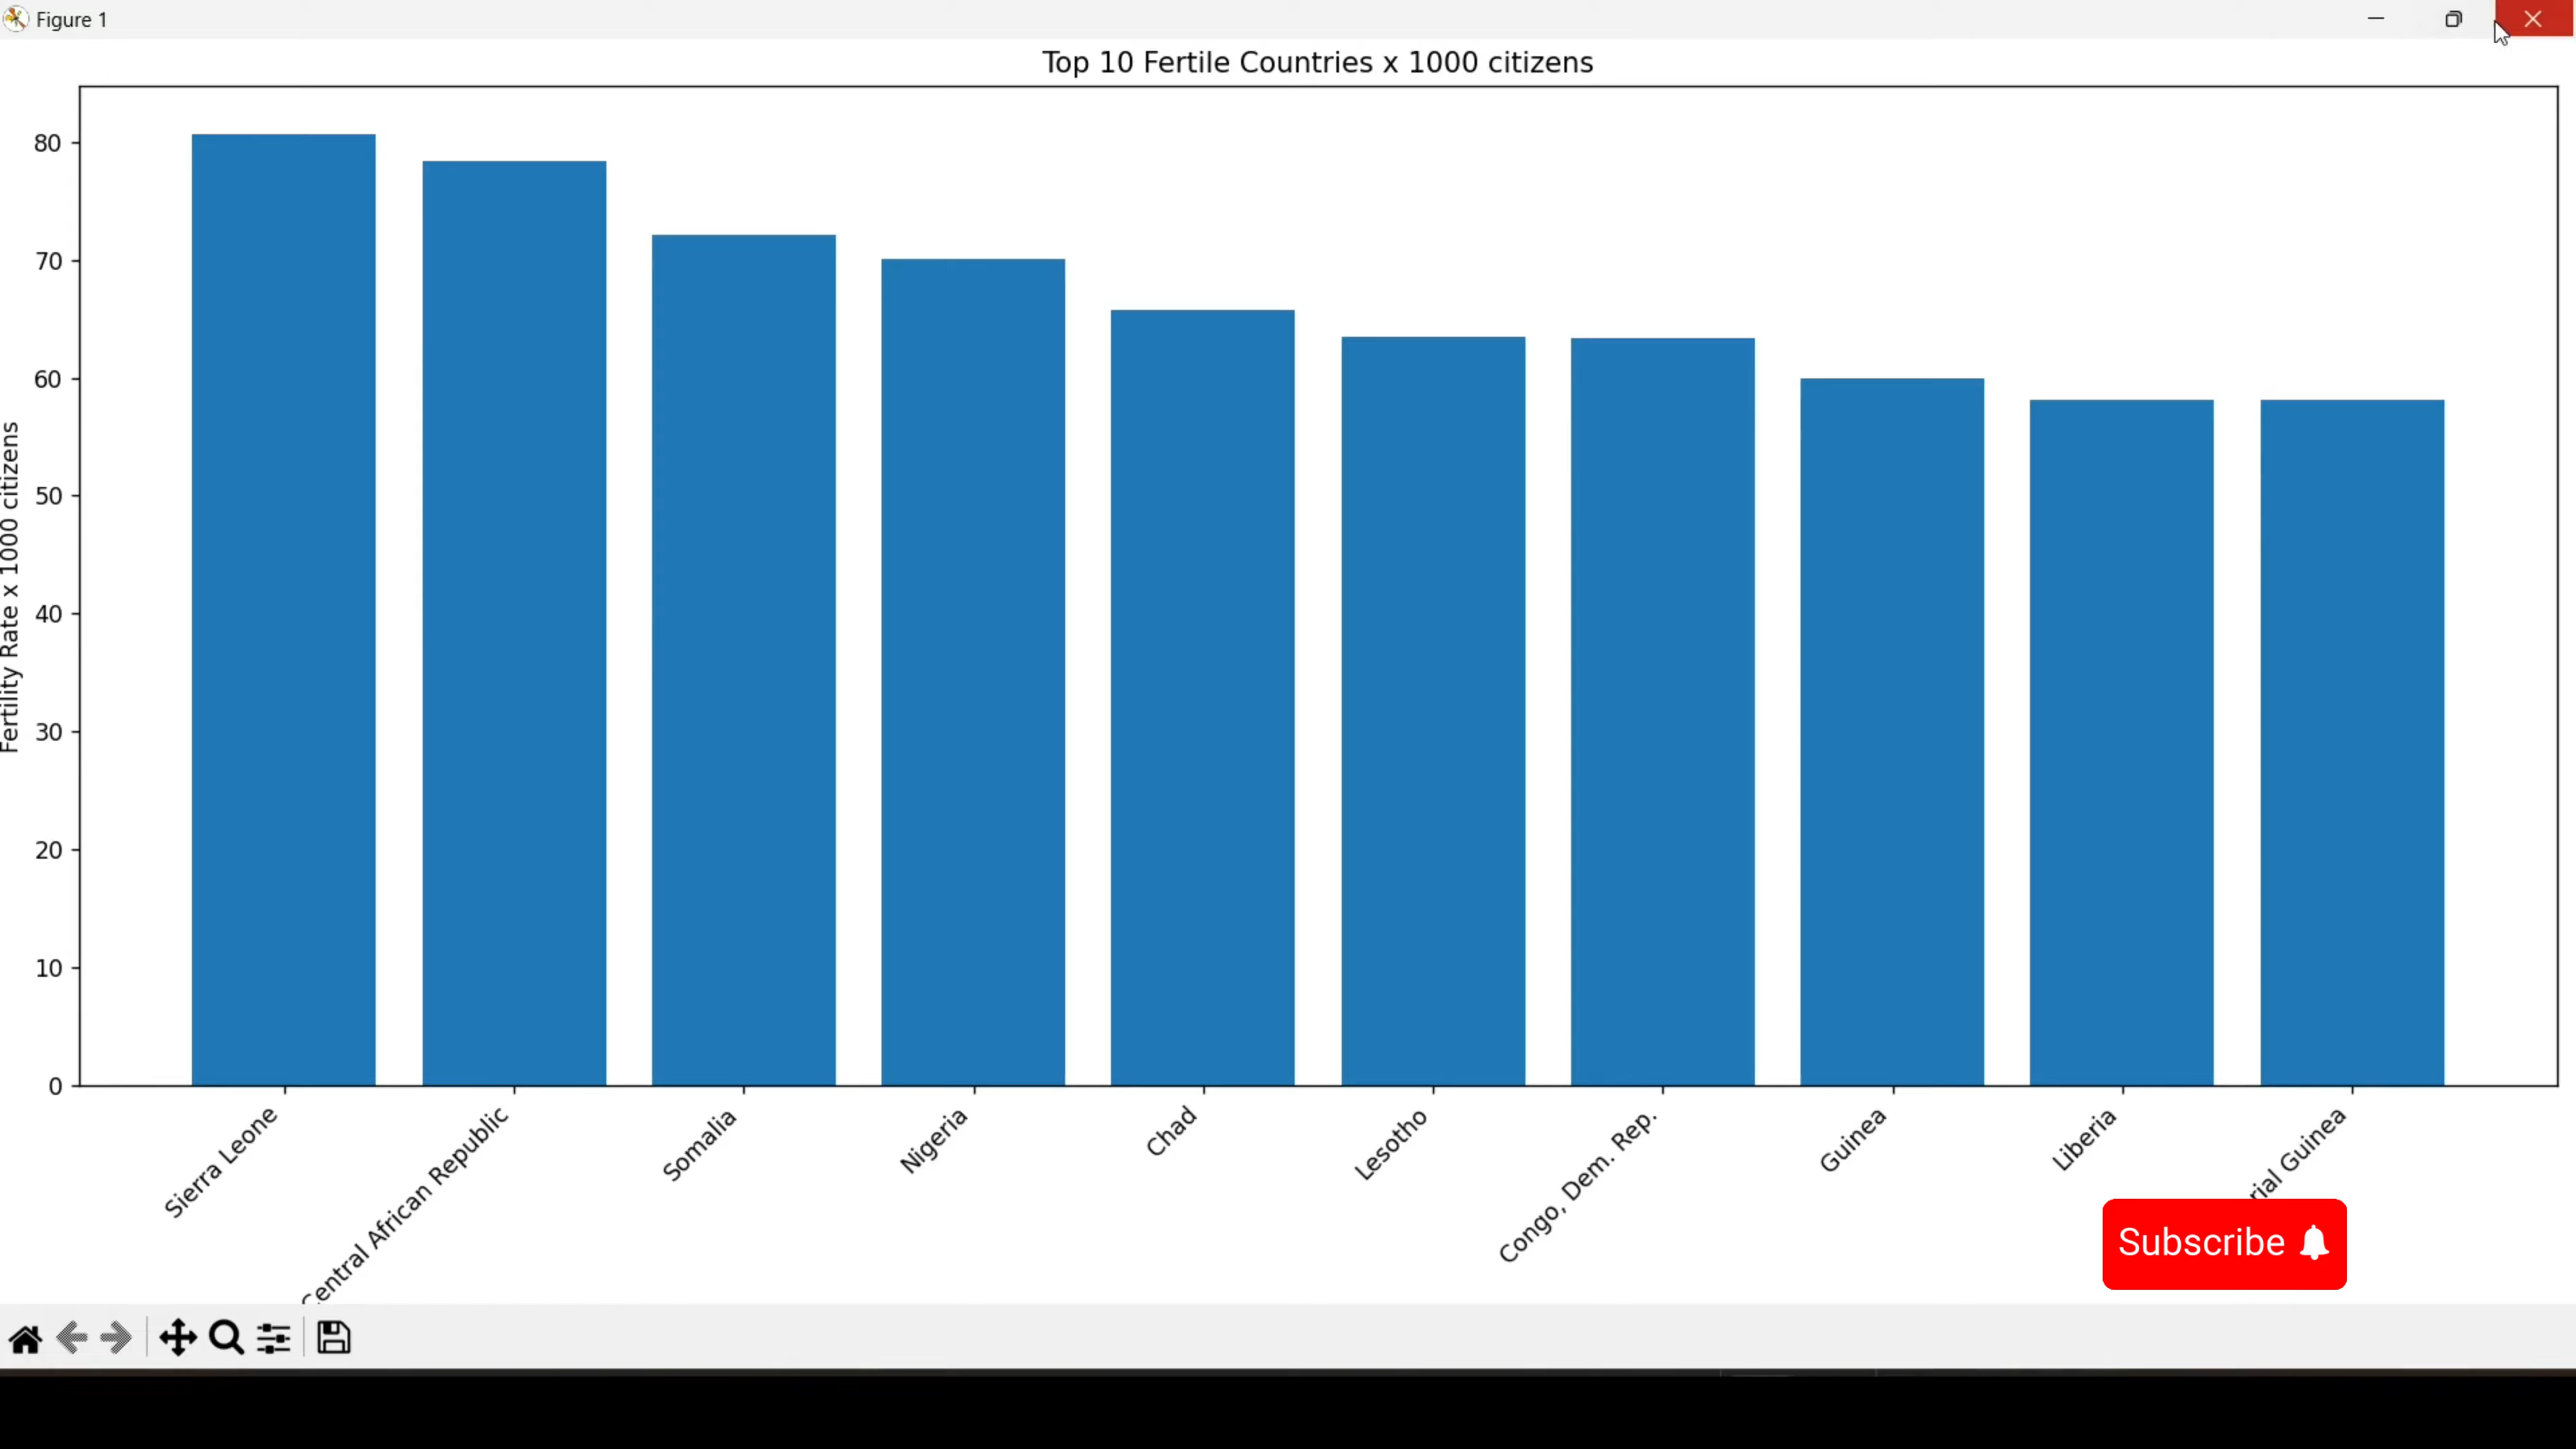 Figure 1
Top 10 Fertile Countries x 1000 citizens
Fertility Rate x 1000 citizens
80
70
60
50
40
30
20
10
0
Sierra Leone
Central African Republic
Somalia
Nigeria
Chad
Lesotho
Congo, Dem. Rep.
Guinea
Liberia
rial Guinea
Subscribe